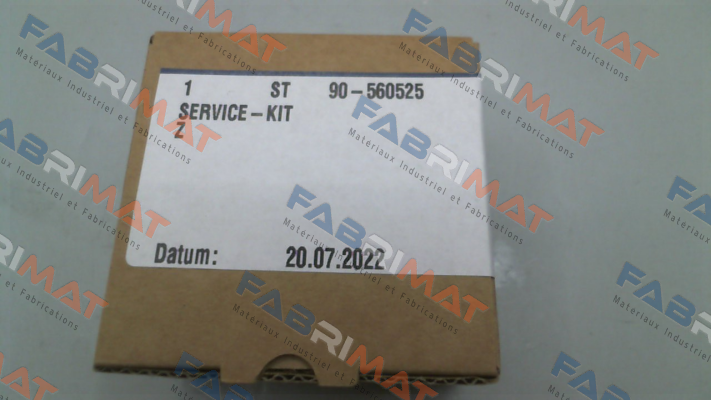 1 ST 90-560525
SERVICE-KIT
Z
Datum: 20.07.2022
FABRIMAT
Materiaux Industriel et Fabrications